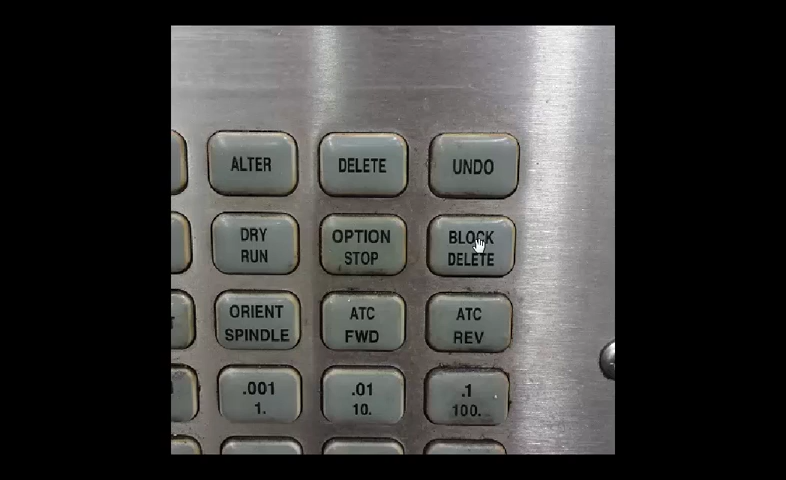 ALTER
DELETE
UNDO
DRY
RUN
OPTION
STOP
BLOCK
DELETE
ORIENT
SPINDLE
ATC
FWD
ATC
REV
.001
1.
.01
10.
.1
100.